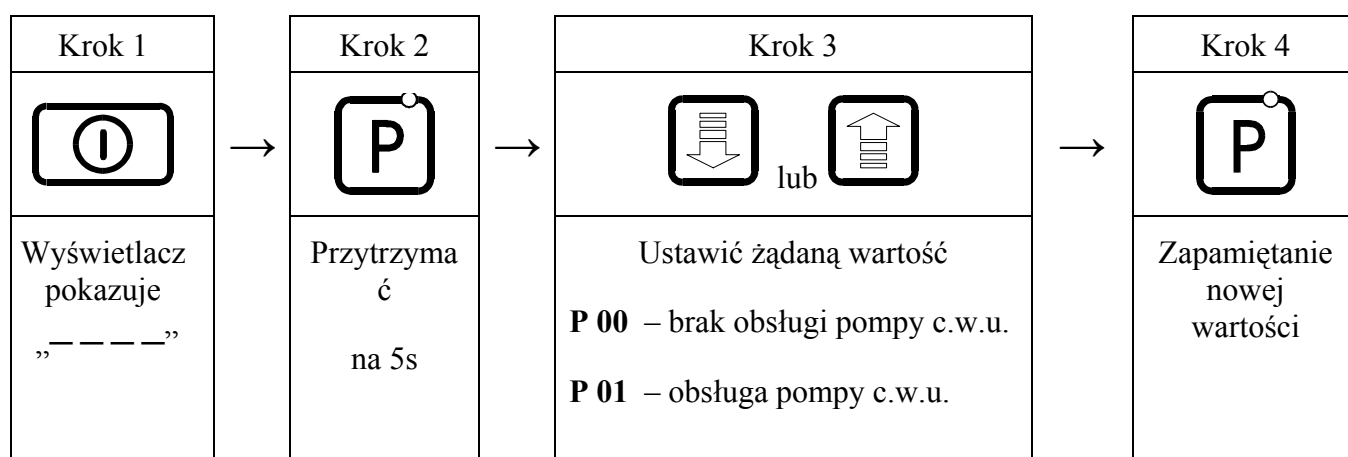 Krok 1
Krok 2
Krok 3
Krok 4
P
lub
P
Wyświetlacz
pokazuje
„— — — —”
Przytrzyma
ć
na 5s
Ustawić żądaną wartość
P 00 – brak obsługi pompy c.w.u.
P 01 – obsługa pompy c.w.u.
Zapamiętanie
nowej
wartości